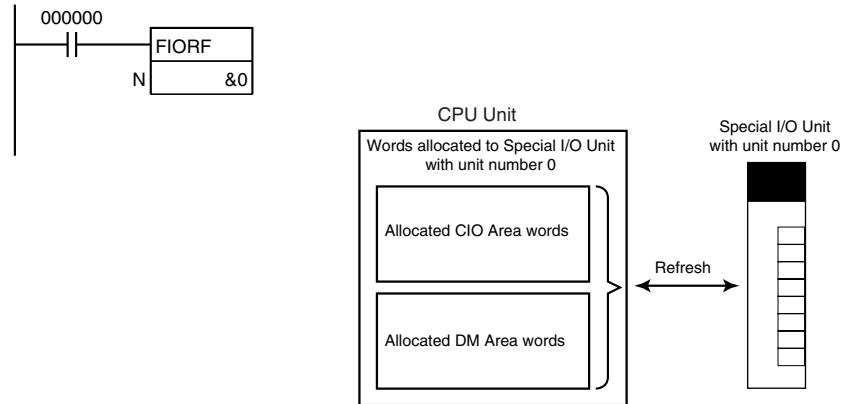 000000
FIORF
N &0
CPU Unit
Words allocated to Special I/O Unit
with unit number 0
Allocated CIO Area words
Allocated DM Area words
Refresh
Special I/O Unit
with unit number 0